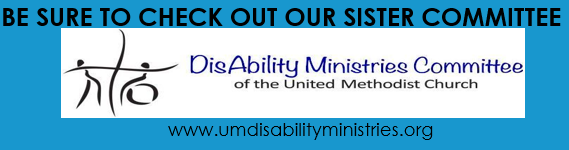 BE SURE TO CHECK OUT OUR SISTER COMMITTEE
DisAbility Ministries Committee
of the United Methodist Church
www.umdisabilityministries.org